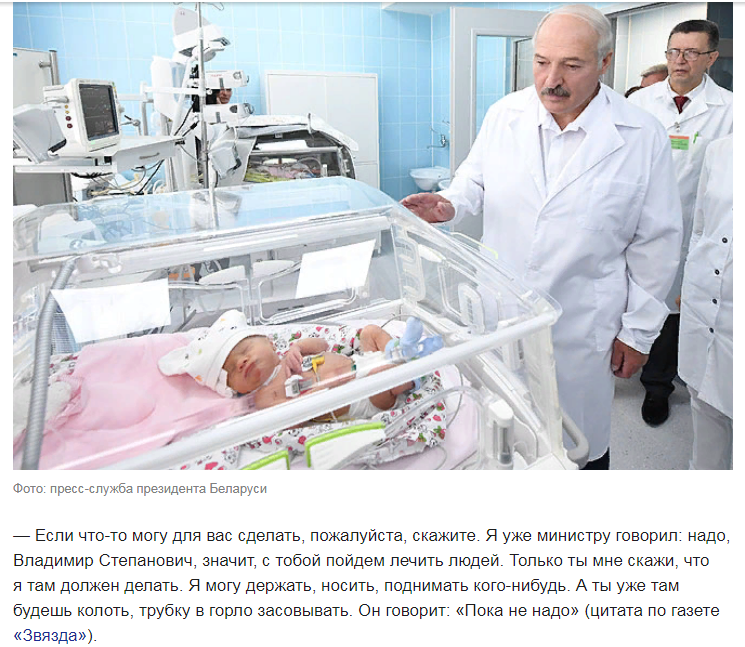 Фото: пресс-служба президента Беларуси
— Если что-то могу для вас сделать, пожалуйста, скажите. Я уже министру говорил: надо,
Владимир Степанович, значит, с тобой пойдем лечить людей. Только ты мне скажи, что
я там должен делать. Я могу держать, носить, поднимать кого-нибудь. А ты уже там
будешь колоть, трубку в горло засовывать. Он говорит: «Пока не надо» (цитата по газете
«Звязда»).